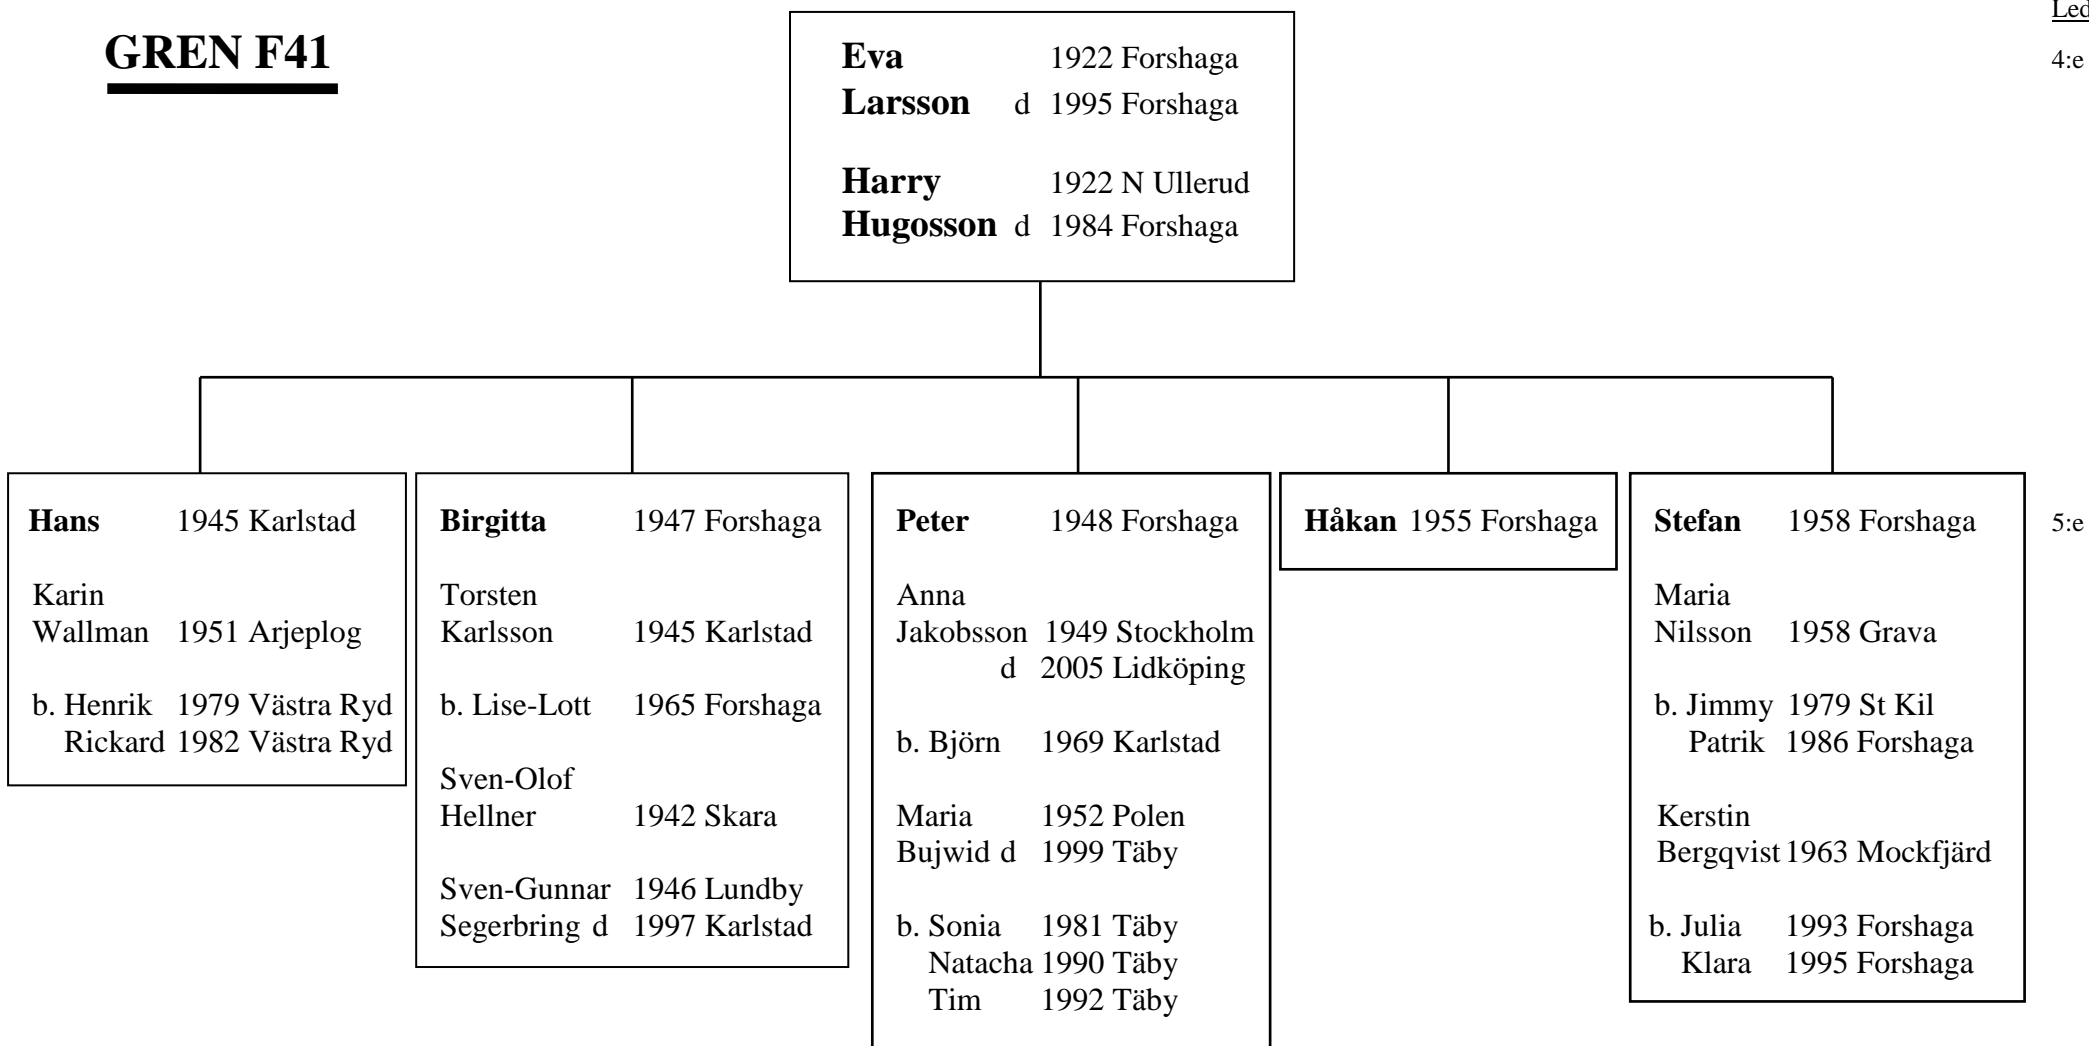 GREN F41
Led
4:e
Eva 1922 Forshaga
Larsson d 1995 Forshaga
Harry 1922 N Ullerud
Hugosson d 1984 Forshaga
5:e
Hans 1945 Karlstad
Karin
Wallman 1951 Arjeplog
b. Henrik 1979 Västra Ryd
Rickard 1982 Västra Ryd
Birgitta 1947 Forshaga
Torsten
Karlsson 1945 Karlstad
b. Lise-Lott 1965 Forshaga
Sven-Olof
Hellner 1942 Skara
Sven-Gunnar 1946 Lundby
Segerbring d 1997 Karlstad
Peter 1948 Forshaga
Anna
Jakobsson 1949 Stockholm
d 2005 Lidköping
b. Björn 1969 Karlstad
Maria 1952 Polen
Bujwid d 1999 Täby
b. Sonia 1981 Täby
Natacha 1990 Täby
Tim 1992 Täby
Håkan 1955 Forshaga
Stefan 1958 Forshaga
Maria
Nilsson 1958 Grava
b. Jimmy 1979 St Kil
Patrik 1986 Forshaga
Kerstin
Bergqvist 1963 Mockfjärd
b. Julia 1993 Forshaga
Klara 1995 Forshaga